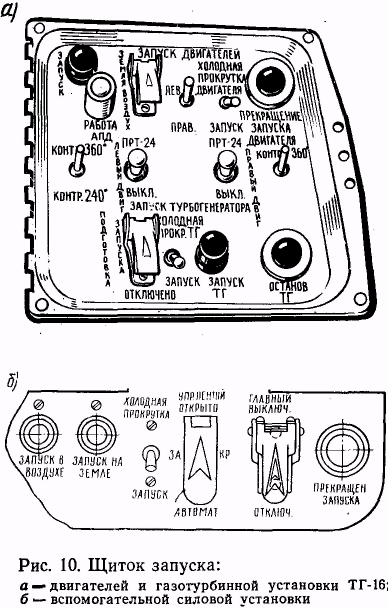 а)
ЗАПУСК
ЗЕМЛЯ ВОЗДУХ
ЗАПУСК ДВИГАТЕЛЕЙ
ХОЛОДНАЯ
ПРОКРУТКА
ДВИГАТЕЛЯ
ЛЕВ
ПРАВ.
ЗАПУСК
РАБОТА
АПД
ПРЕКРАЩЕНИЕ
ЗАПУСКА
ДВИГАТЕЛЯ
КОНТР.360°
ЛЕВЫЙ ДВИГ
ПРТ-24
ПРТ-24
ПРАВЫЙ ДВИГ
КОНТР.360°
КОНТР.240°
ВЫКЛ.
ВЫКЛ.
ЗАПУСК ТУРБОГЕНЕРАТОРА
ПОДГОТОВКА
ЗАПУСКА
ХОЛОДНАЯ
ПРОКР.ТГ
ОТКЛЮЧЕНО
ЗАПУСК
ЗАПУСК
ТГ
ОСТАНОВ
ТГ
б)
ЗАПУСК В
ВОЗДУХЕ
ЗАПУСК НА
ЗЕМЛЕ
ХОЛОДНАЯ
ПРОКРУТКА
ЗАПУСК
ОТКРЫТО
ЗА
КР
АВТОМАТ
ГЛАВНЫЙ
ВЫКЛЮЧ.
ОТКЛЮЧ.
ПРЕКРАЩЕН
ЗАПУСКА
Рис. 10. Щиток запуска:
а — двигателей и газотурбинной установки ТГ-16;
б — вспомогательной силовой установки